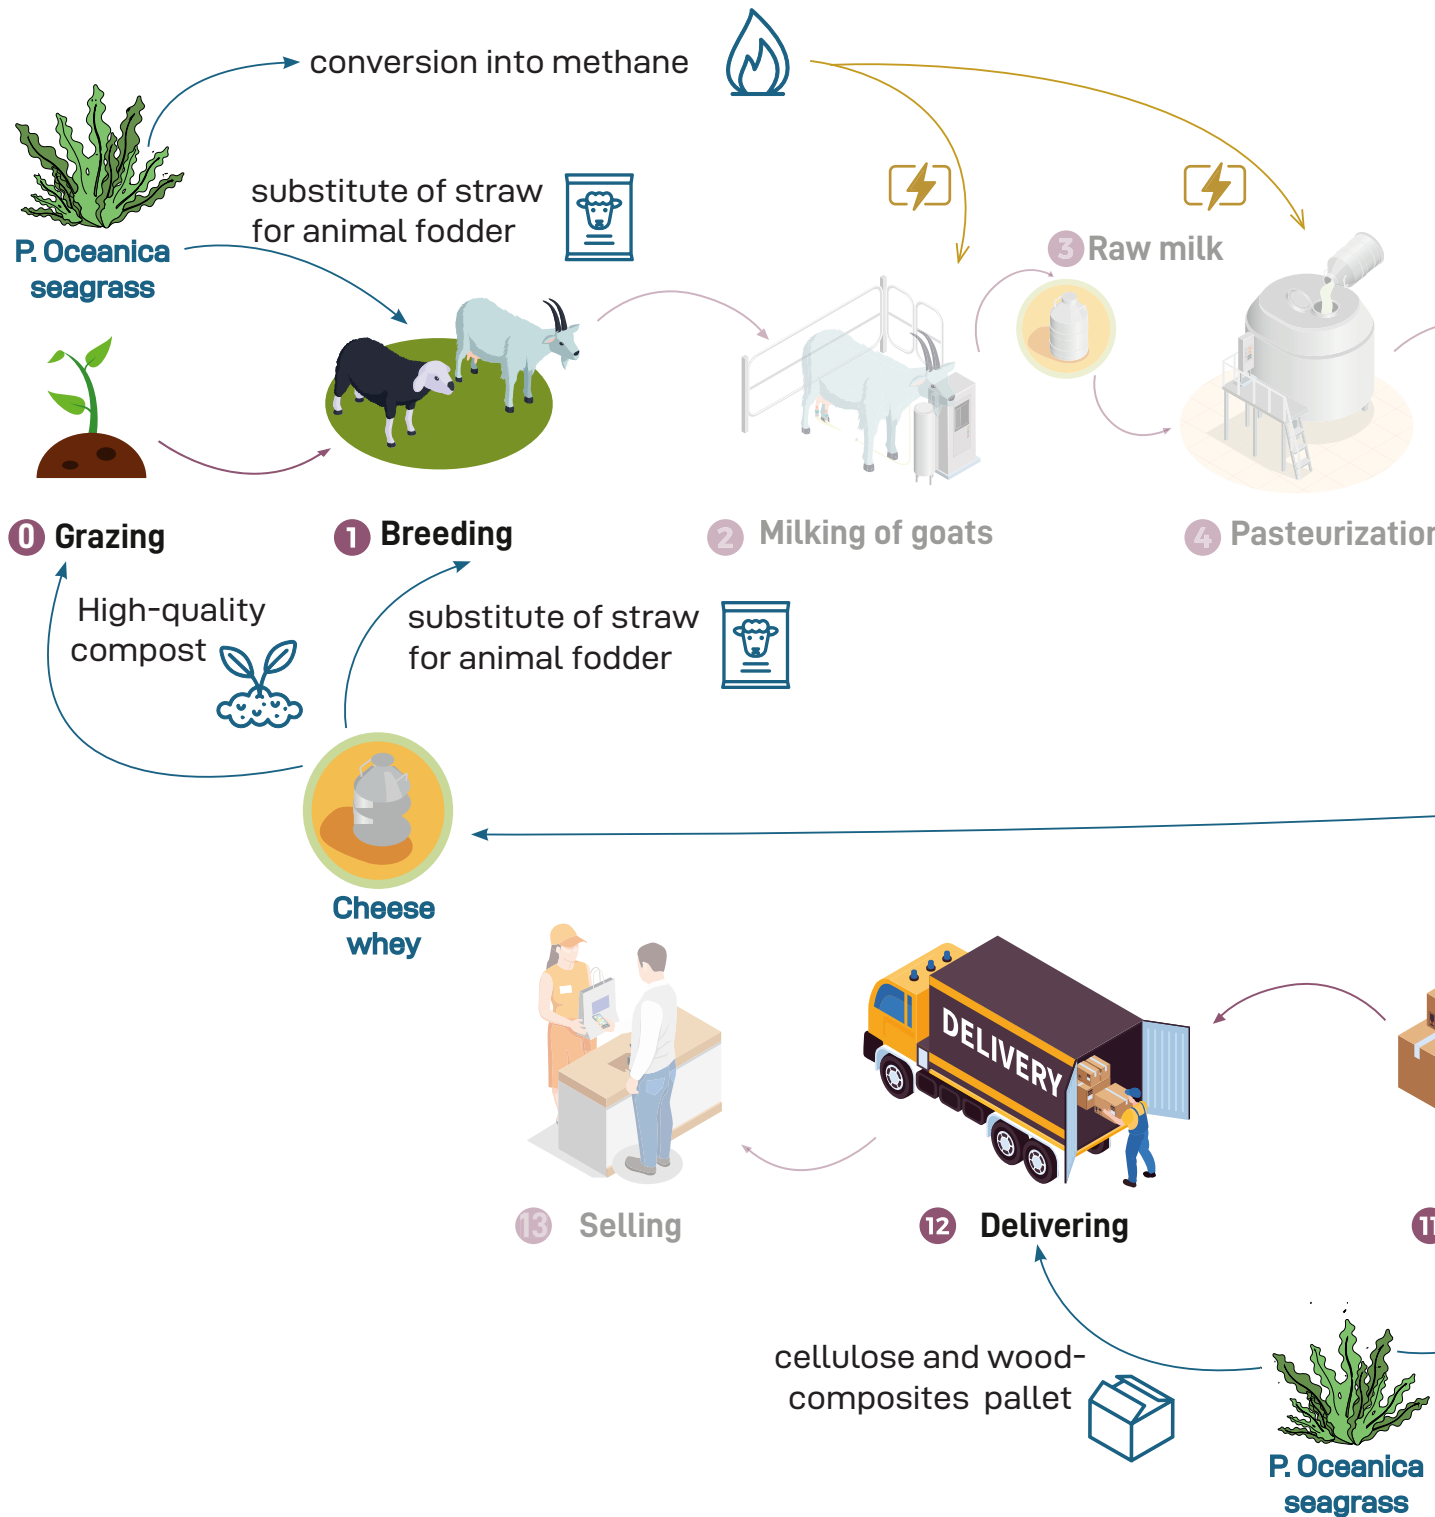 conversion into methane
substitute of straw
for animal fodder
P. Oceanica
seagrass
3 Raw milk
0 Grazing
1 Breeding
2 Milking of goats
4 Pasteurization
High-quality
compost
substitute of straw
for animal fodder
Cheese
whey
DELIVERY
13 Selling
12 Delivering
11
cellulose and wood-
composites pallet
P. Oceanica
seagrass